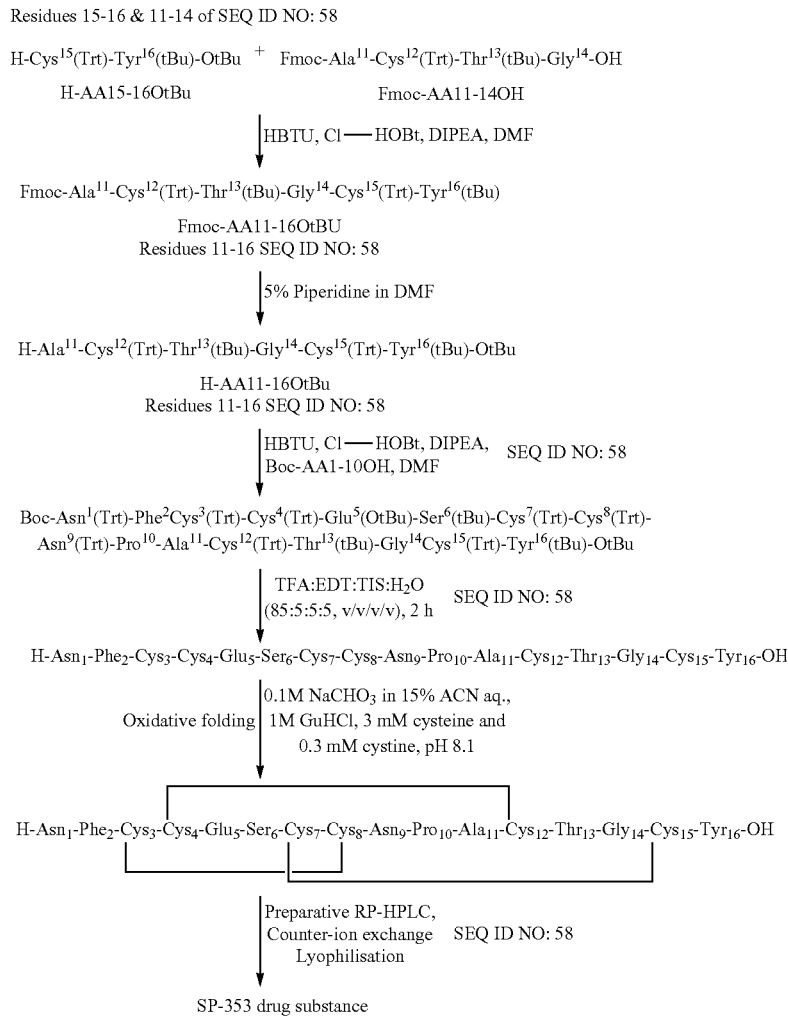 Residues 15-16 & 11-14 of SEQ ID NO: 58
H-Cys¹⁵(Trt)-Tyr¹⁶(tBu)-OtBu + Fmoc-Ala¹¹-Cys¹²(Trt)-Thr¹³(tBu)-Gly¹⁴-OH
H-AA15-16OtBu Fmoc-AA11-14OH
HBTU, Cl—HOBt, DIPEA, DMF
Fmoc-Ala¹¹-Cys¹²(Trt)-Thr¹³(tBu)-Gly¹⁴-Cys¹⁵(Trt)-Tyr¹⁶(tBu)
Fmoc-AA11-16OtBU
Residues 11-16 SEQ ID NO: 58
5% Piperidine in DMF
H-Ala¹¹-Cys¹²(Trt)-Thr¹³(tBu)-Gly¹⁴-Cys¹⁵(Trt)-Tyr¹⁶(tBu)-OtBu
H-AA11-16OtBu
Residues 11-16 SEQ ID NO: 58
HBTU, Cl—HOBt, DIPEA,
Boc-AA1-10OH, DMF
SEQ ID NO: 58
Boc-Asn¹(Trt)-Phe²Cys³(Trt)-Cys⁴(Trt)-Glu⁵(OtBu)-Ser⁶(tBu)-Cys⁷(Trt)-Cys⁸(Trt)-
Asn⁹(Trt)-Pro¹⁰-Ala¹¹-Cys¹²(Trt)-Thr¹³(tBu)-Gly¹⁴Cys¹⁵(Trt)-Tyr¹⁶(tBu)-OtBu
TFA:EDT:TIS:H₂O
(85:5:5:5, v/v/v/v), 2 h
SEQ ID NO: 58
H-Asn₁-Phe₂-Cys₃-Cys₄-Glu₅-Ser₆-Cys₇-Cys₈-Asn₉-Pro₁₀-Ala₁₁-Cys₁₂-Thr₁₃-Gly₁₄-Cys₁₅-Tyr₁₆-OH
Oxidative folding
0.1M NaCHO₃ in 15% ACN aq.,
1M GuHCl, 3 mM cysteine and
0.3 mM cystine, pH 8.1
H-Asn₁-Phe₂-Cys₃-Cys₄-Glu₅-Ser₆-Cys₇-Cys₈-Asn₉-Pro₁₀-Ala₁₁-Cys₁₂-Thr₁₃-Gly₁₄-Cys₁₅-Tyr₁₆-OH
Preparative RP-HPLC,
Counter-ion exchange
Lyophilisation
SEQ ID NO: 58
SP-353 drug substance